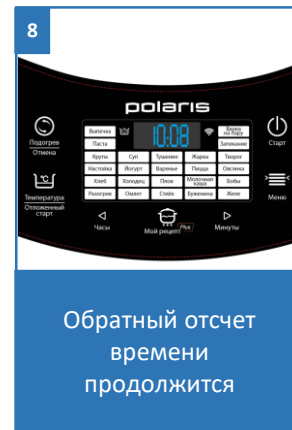 8
polaris
Выпечка 10:08 Варка на пару
Паста Запекание
Крупа Суп Тушение Жарка Творог
Настойка Йогурт Варенье Пицца Овсянка
Хлеб Холодец Плов Молочная каша Бобы
Разогрев Омлет Стейк Буженина Желе
Подогрев
Отмена
Температура
Отложенный
старт
Старт
Меню
Часы
Мой рецепт Plus
Минуты
Обратный отсчет
времени
продолжится